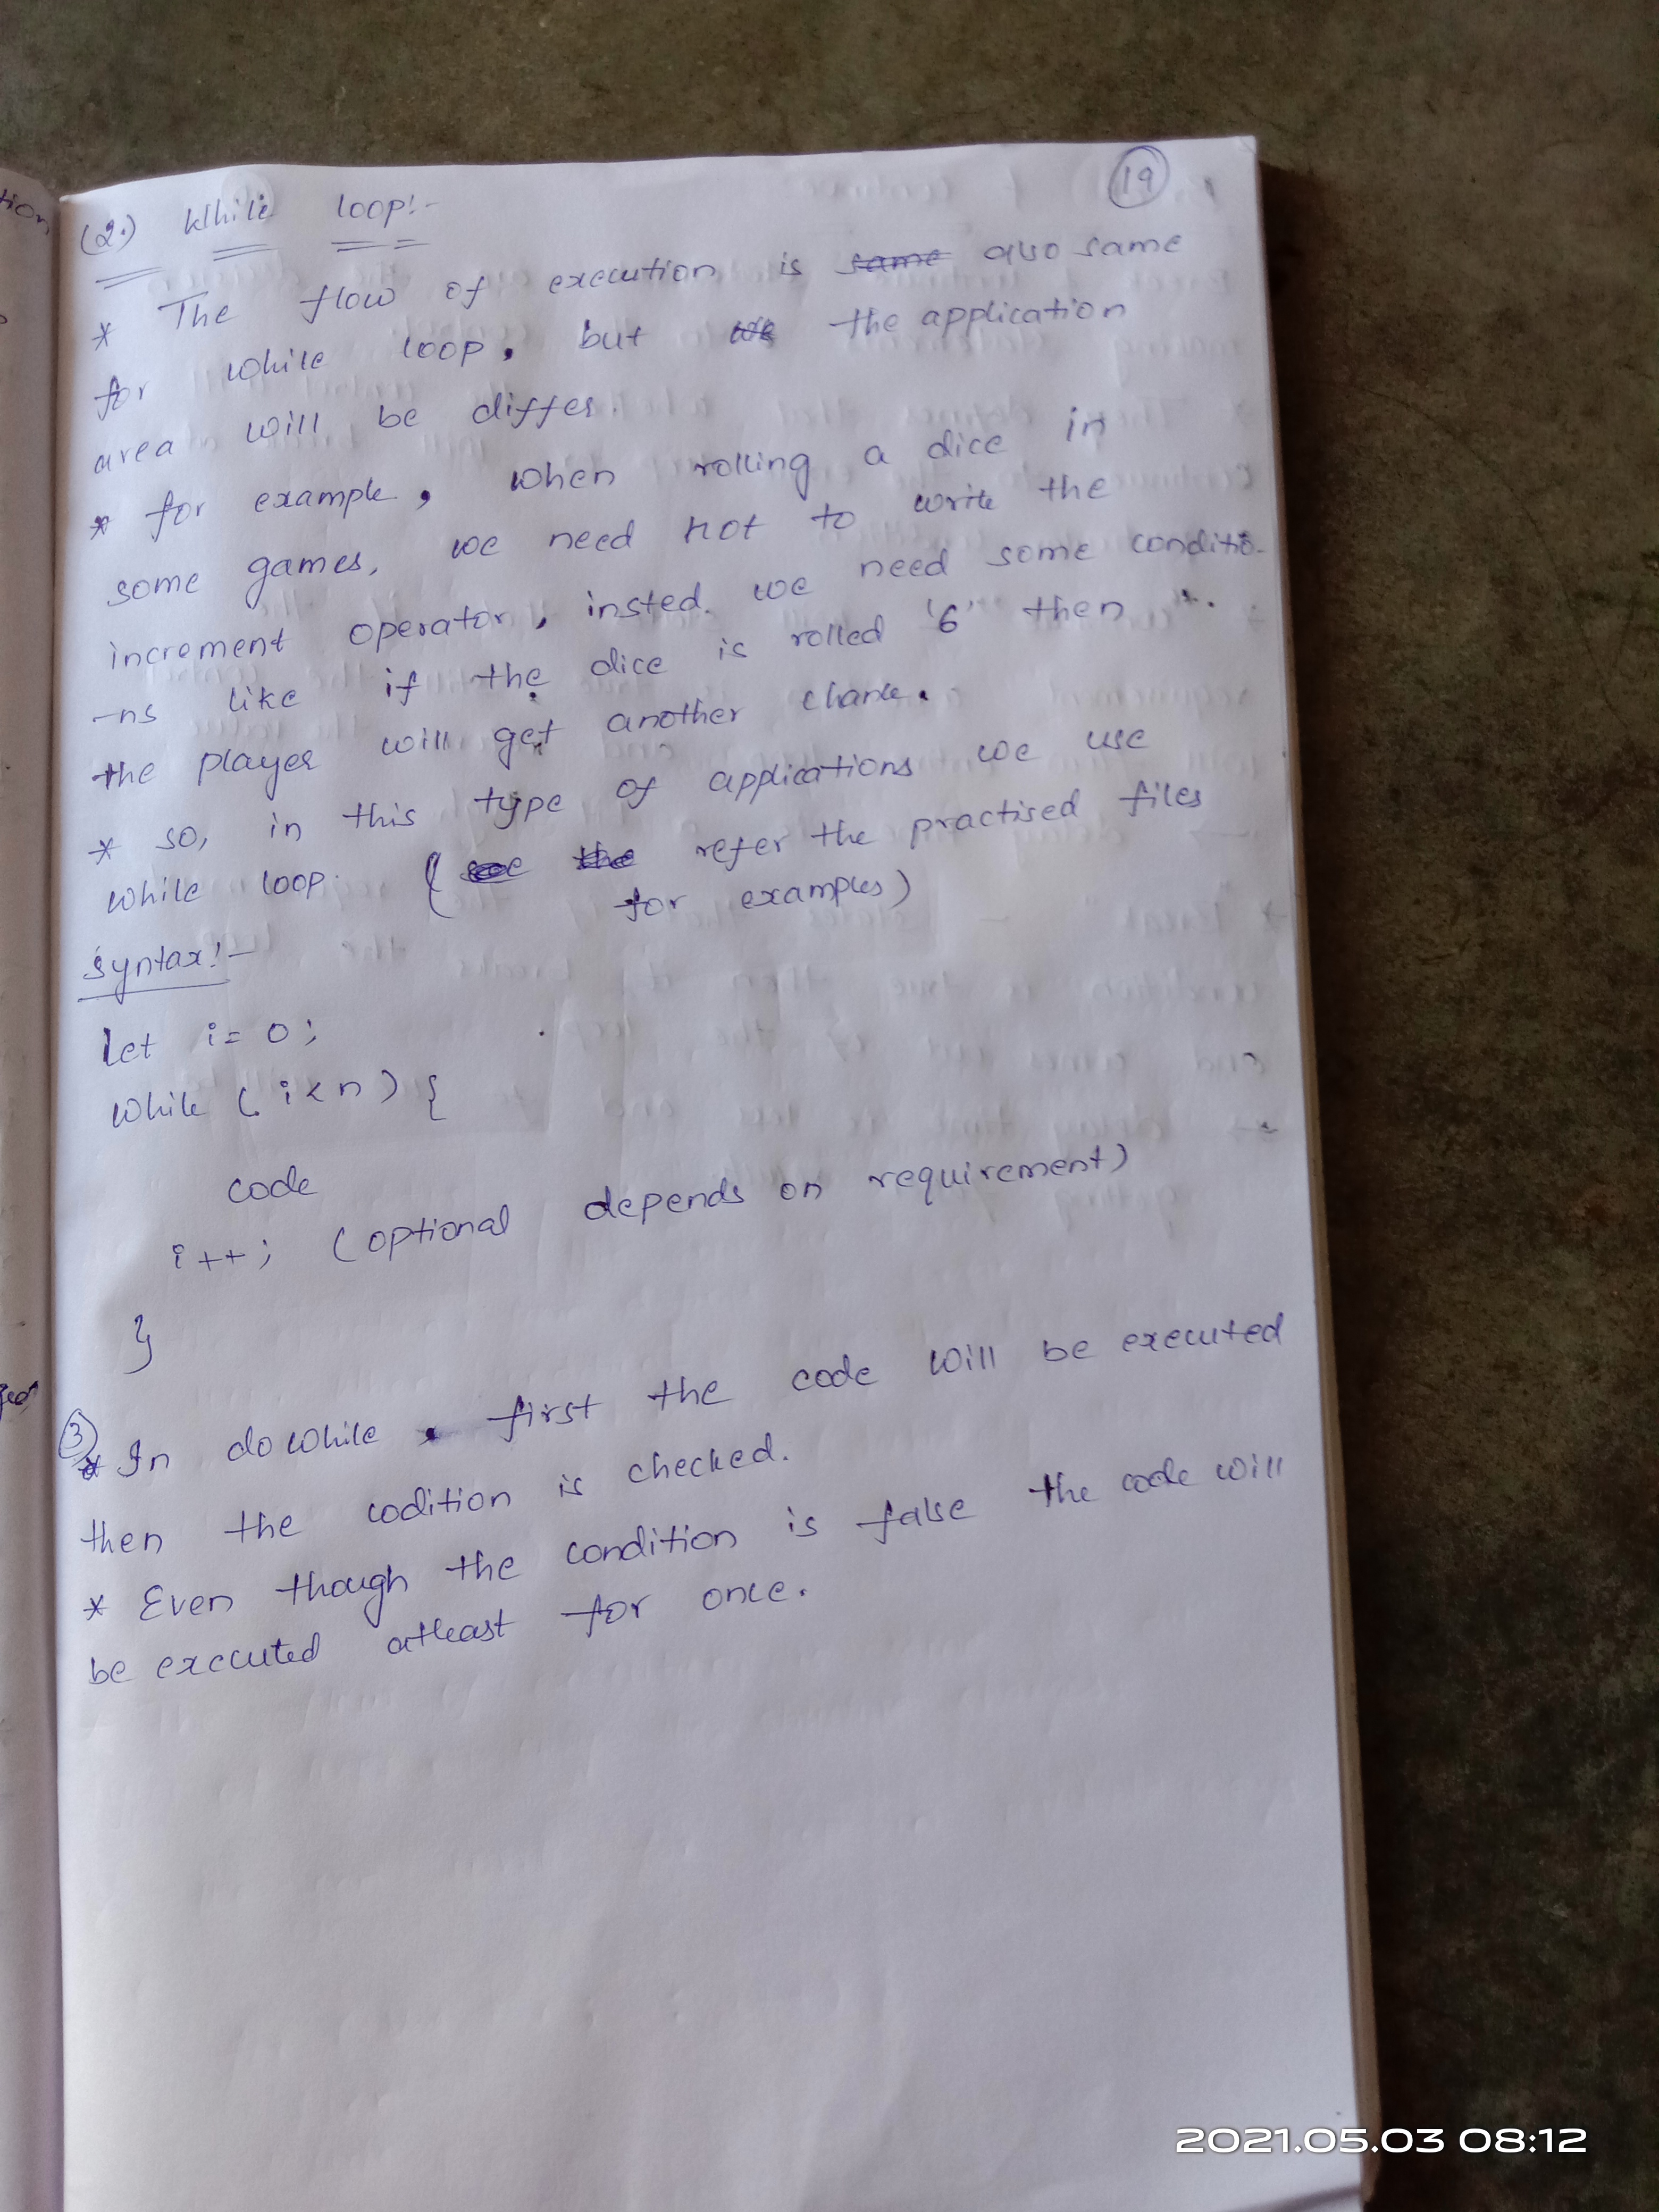 19
(2.) While loop:-
* The flow of execution is same also same
for while loop, but the application
area will be differ.
* for example, when rolling a dice in
some games, we need not to write the
increment operator, insted. we need some conditio-
-ns like if the dice is rolled '6' then
the player will get another chance.
* so, in this type of applications we use
while loop. ( see the refer the practised files
for examples)
Syntax:-
Let i = 0;
while (i<n) {
code
i++; (optional depends on requirement)
}
3
* In dowhile, first the code will be executed
then the codition is checked.
* Even though the condition is false the code will
be executed atleast for once.
tion
2021.05.03 08:12